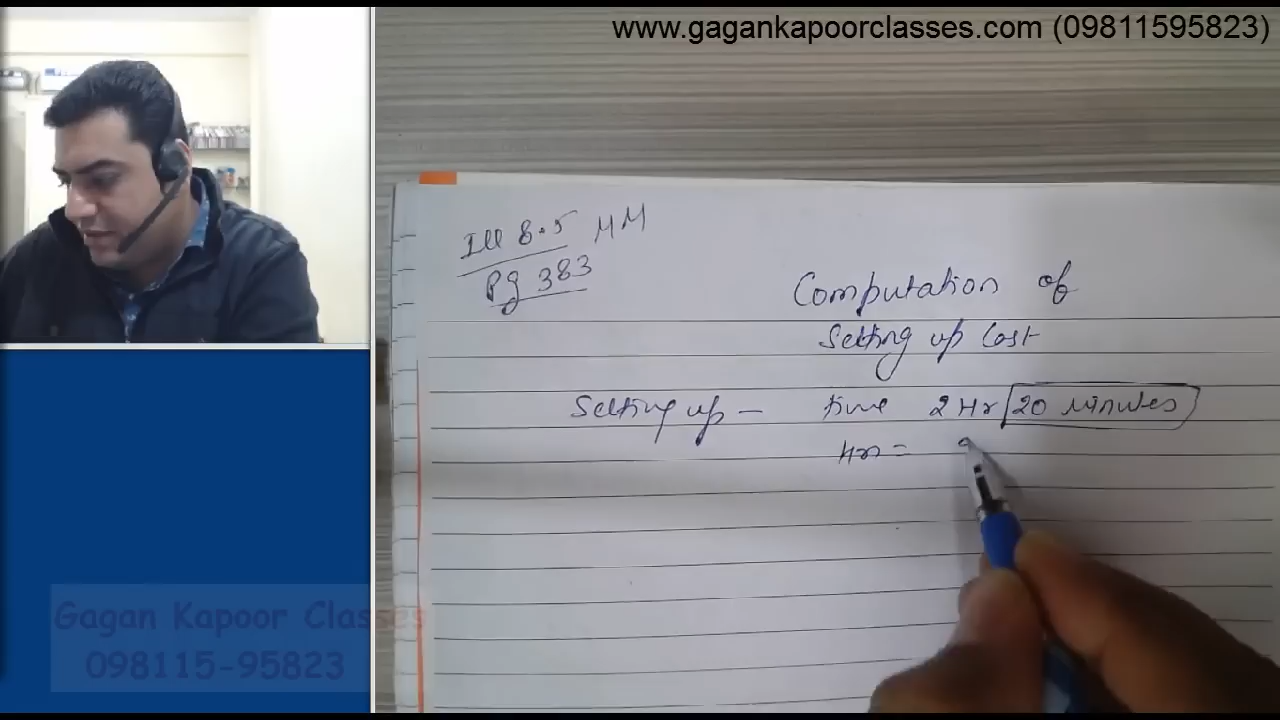 www.gagankapoorclasses.com (09811595823)
Ill 8.5 MM
Pg 383
Computation of
Setting up Cost
Setting up — time 2 Hr 20 minutes
Hrs =
Gagan Kapoor Classes
098115-95823